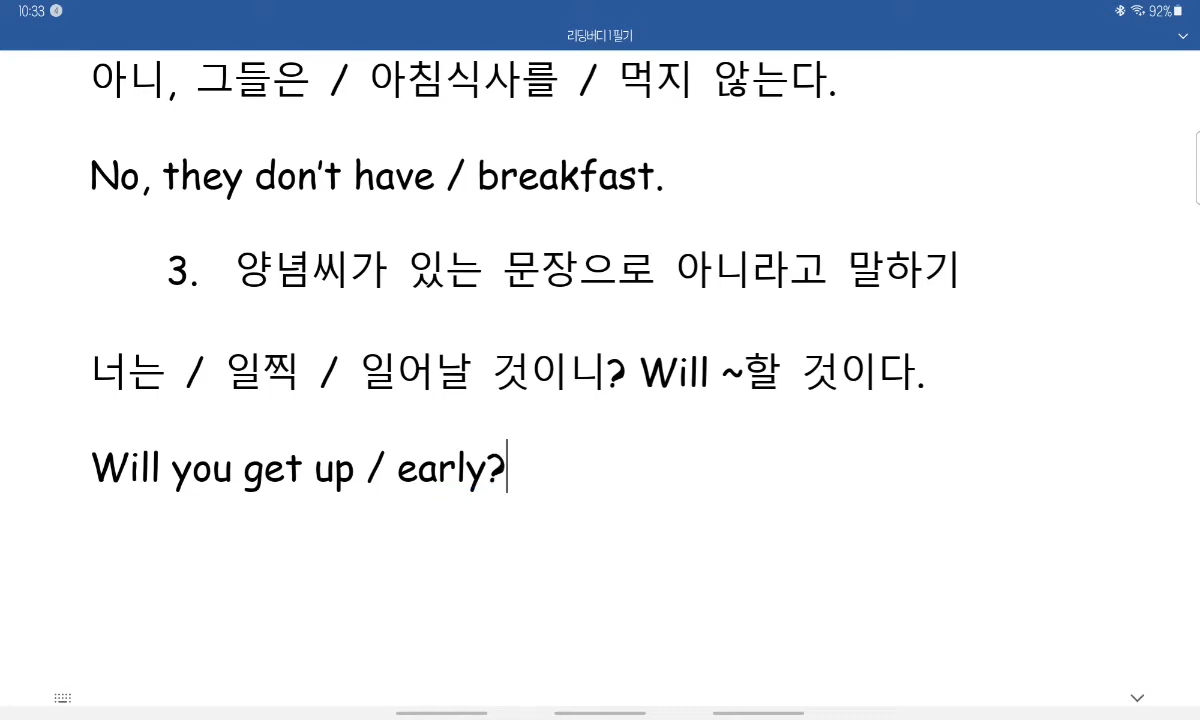 10:33 4 92%
리딩버디1필기
아니, 그들은 / 아침식사를 / 먹지 않는다.
No, they don't have / breakfast.
3. 양념씨가 있는 문장으로 아니라고 말하기
너는 / 일찍 / 일어날 것이니? Will ~할 것이다.
Will you get up / early?